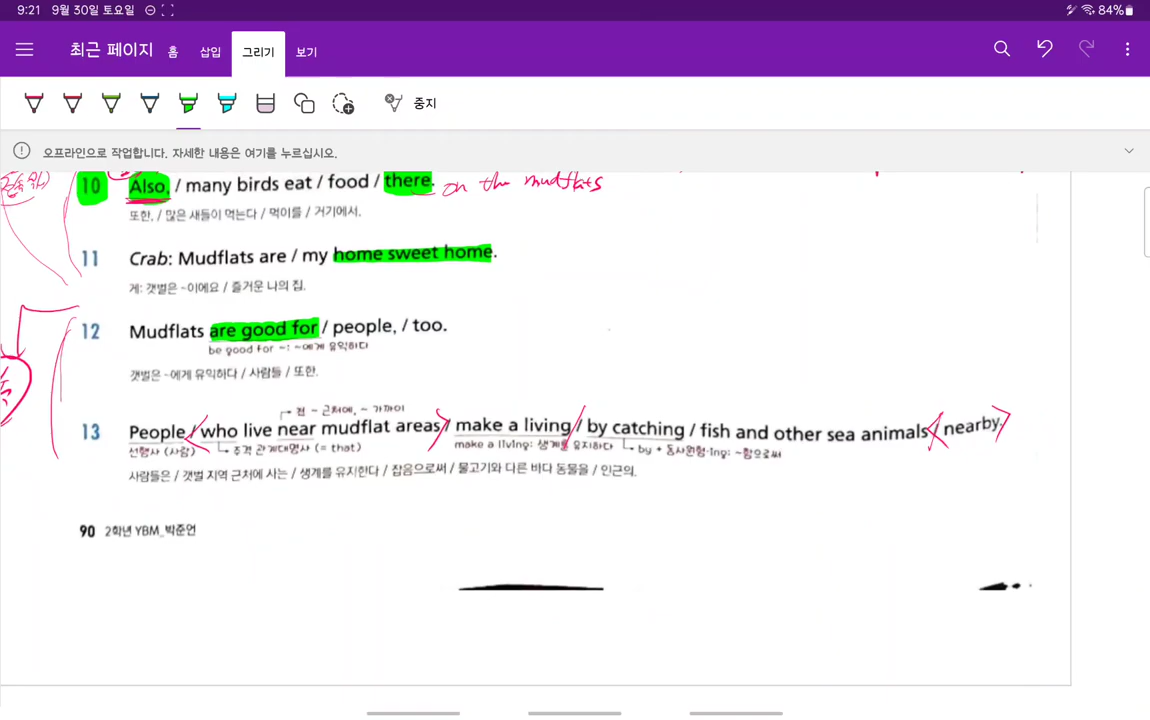 9:21 9월 30일 토요일 84%
최근 페이지 홈 삽입 그리기 보기
중지
오프라인으로 작업합니다. 자세한 내용은 여기를 누르십시오.
10 Also, / many birds eat / food / there. on the mudflats
또한, / 많은 새들이 먹는다 / 먹이를 / 거기에서.
11 Crab: Mudflats are / my home sweet home.
게: 갯벌은 ~이에요 / 즐거운 나의 집.
12 Mudflats are good for / people, / too.
be good for ~: ~에게 유익하다
갯벌은 ~에게 유익하다 / 사람들 / 또한.
전 ~ 근처에, ~ 가까이
13 People / who live near mudflat areas / make a living / by catching / fish and other sea animals / nearby.
선행사 (사람) 주격 관계대명사 (= that) make a living: 생계를 유지하다 by + 동사원형-ing: ~함으로써
사람들은 / 갯벌 지역 근처에 사는 / 생계를 유지한다 / 잡음으로써 / 물고기와 다른 바다 동물을 / 인근의.
90 2학년 YBM_박준언